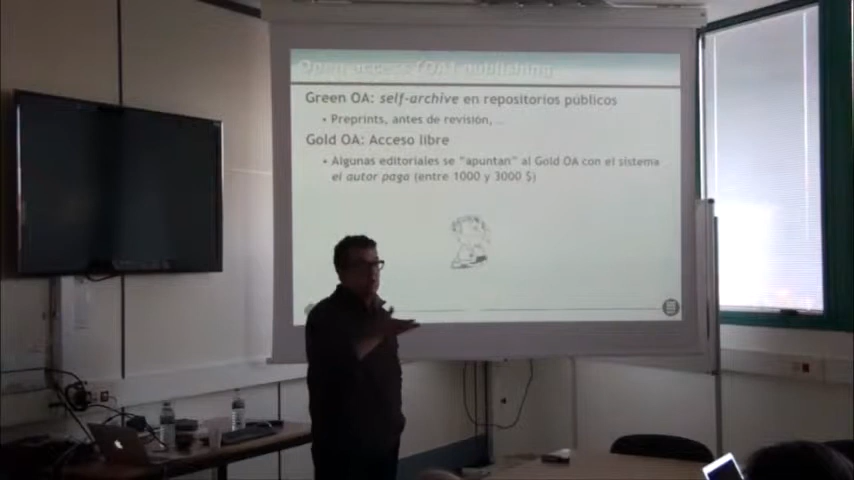 Open access (OA) publishing
Green OA: self-archive en repositorios públicos
• Preprints, antes de revisión, …
Gold OA: Acceso libre
• Algunas editoriales se "apuntan" al Gold OA con el sistema
el autor paga (entre 1000 y 3000 $)